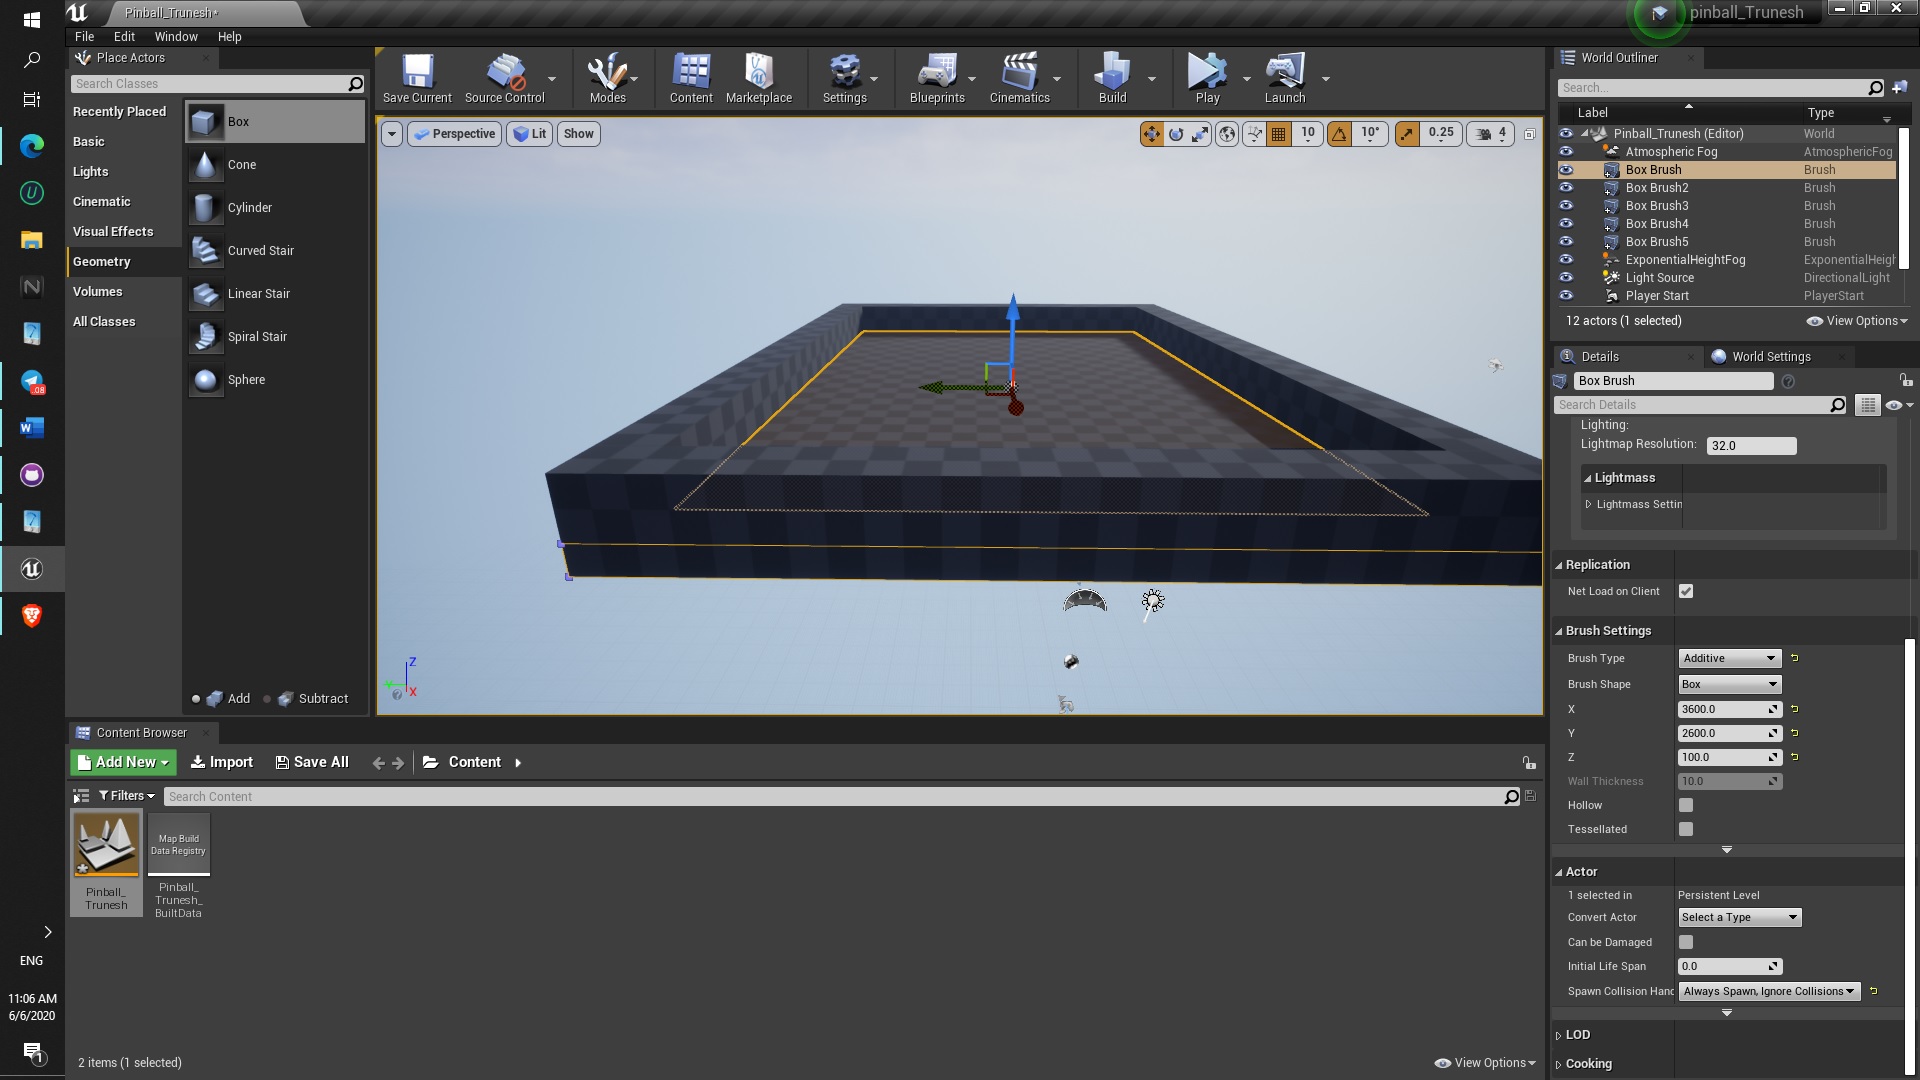 Pinball_Trunesh*
pinball_Trunesh
File Edit Window Help
Place Actors
Search Classes
Recently Placed
Basic
Lights
Cinematic
Visual Effects
Geometry
Volumes
All Classes
Box
Cone
Cylinder
Curved Stair
Linear Stair
Spiral Stair
Sphere
Add Subtract
Save Current Source Control Modes Content Marketplace Settings Blueprints Cinematics Build Play Launch
Perspective Lit Show
10 10° 0.25 4
Z
X
World Outliner
Search...
Label Type
Pinball_Trunesh (Editor) World
Atmospheric Fog AtmosphericFog
Box Brush Brush
Box Brush2 Brush
Box Brush3 Brush
Box Brush4 Brush
Box Brush5 Brush
ExponentialHeightFog ExponentialHeigh
Light Source DirectionalLight
Player Start PlayerStart
12 actors (1 selected) View Options
Details World Settings
Box Brush
Search Details
Lighting:
Lightmap Resolution: 32.0
Lightmass
Lightmass Settin
Replication
Net Load on Client
Brush Settings
Brush Type Additive
Brush Shape Box
X 3600.0
Y 2600.0
Z 100.0
Wall Thickness 10.0
Hollow
Tessellated
Actor
1 selected in Persistent Level
Convert Actor Select a Type
Can be Damaged
Initial Life Span 0.0
Spawn Collision Hand Always Spawn, Ignore Collisions
LOD
Cooking
Content Browser
Add New Import Save All Content
Filters Search Content
Pinball_
Trunesh
Map Build
Data Registry
Pinball_
Trunesh_
BuiltData
2 items (1 selected) View Options
.08
ENG
11:06 AM
6/6/2020
1